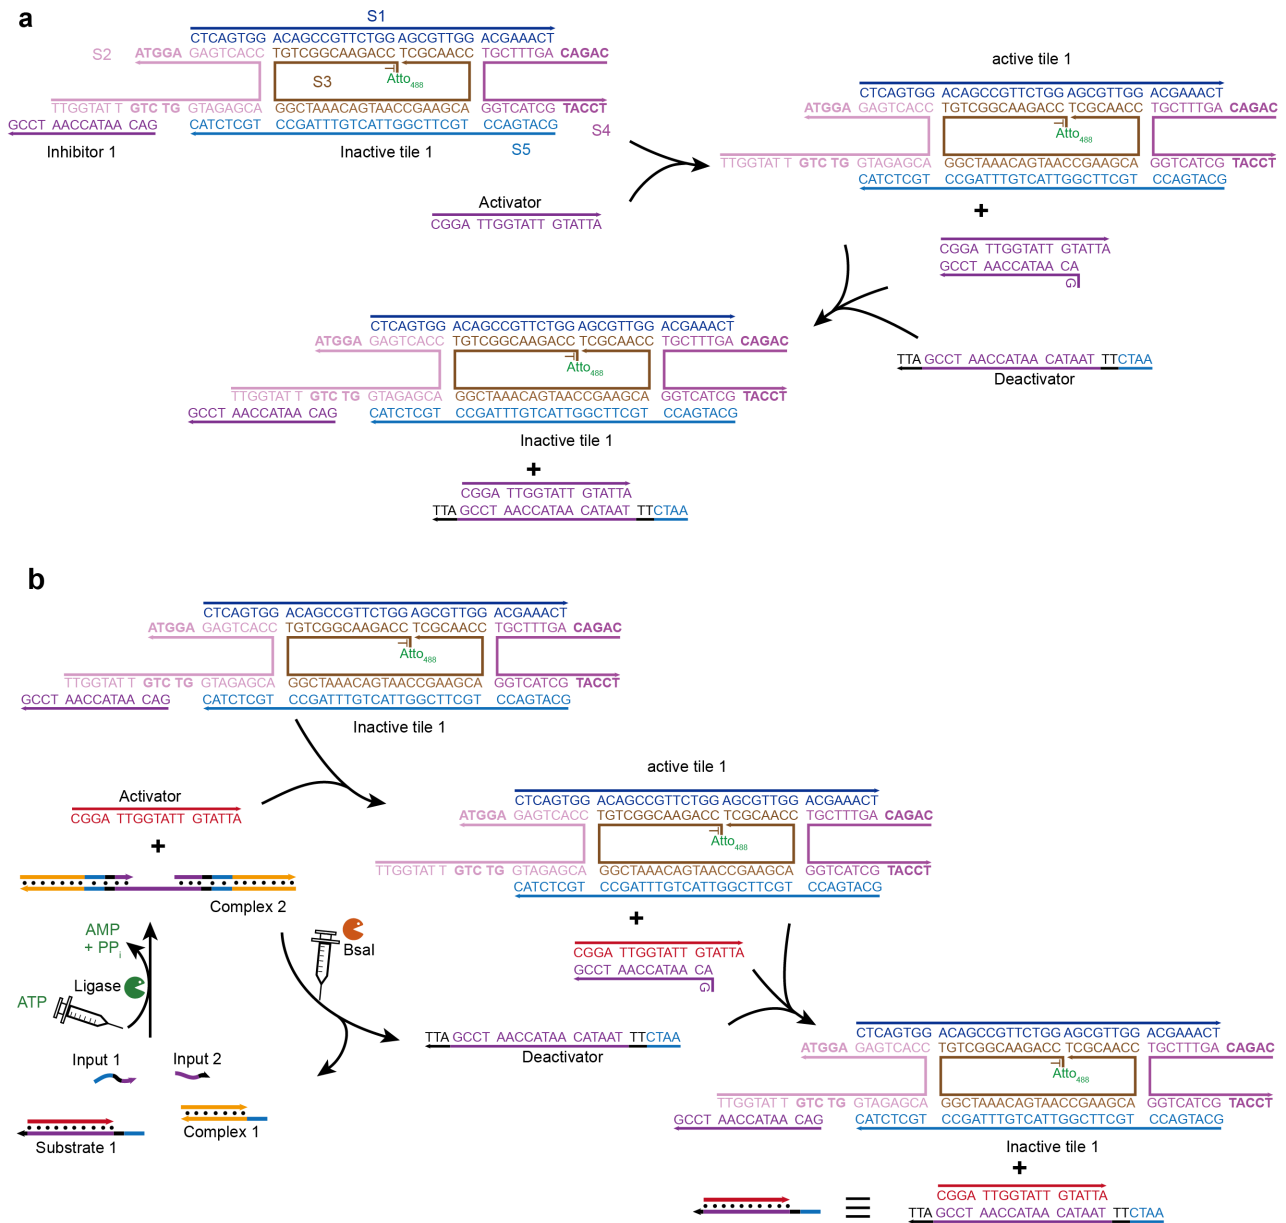 a
S1
CTCAGTGG ACAGCCGTTCTGG AGCGTTGG ACGAAACT
S2 ATGGA GAGTCACC TGTCGGCAAGACC TCGCAACC TGCTTTGA CAGAC
S3 Atto488
TTGGTAT T GTC TG GTAGAGCA GGCTAAACAGTAACCGAAGCA GGTCATCG TACCT
GCCT AACCATAA CAG CATCTCGT CCGATTTGTCATTGGCTTCGT CCAGTACG S4
Inhibitor 1 Inactive tile 1 S5
Activator
CGGA TTGGTATT GTATTA
active tile 1
CTCAGTGG ACAGCCGTTCTGG AGCGTTGG ACGAAACT
ATGGA GAGTCACC TGTCGGCAAGACC TCGCAACC TGCTTTGA CAGAC
Atto488
TTGGTAT T GTC TG GTAGAGCA GGCTAAACAGTAACCGAAGCA GGTCATCG TACCT
CATCTCGT CCGATTTGTCATTGGCTTCGT CCAGTACG
+
CGGA TTGGTATT GTATTA
GCCT AACCATAA CA
G
TTA GCCT AACCATAA CATAAT TTCTAA
Deactivator
CTCAGTGG ACAGCCGTTCTGG AGCGTTGG ACGAAACT
ATGGA GAGTCACC TGTCGGCAAGACC TCGCAACC TGCTTTGA CAGAC
Atto488
TTGGTAT T GTC TG GTAGAGCA GGCTAAACAGTAACCGAAGCA GGTCATCG TACCT
GCCT AACCATAA CAG CATCTCGT CCGATTTGTCATTGGCTTCGT CCAGTACG
Inactive tile 1
+
CGGA TTGGTATT GTATTA
TTA GCCT AACCATAA CATAAT TTCTAA
b
CTCAGTGG ACAGCCGTTCTGG AGCGTTGG ACGAAACT
ATGGA GAGTCACC TGTCGGCAAGACC TCGCAACC TGCTTTGA CAGAC
Atto488
TTGGTAT T GTC TG GTAGAGCA GGCTAAACAGTAACCGAAGCA GGTCATCG TACCT
GCCT AACCATAA CAG CATCTCGT CCGATTTGTCATTGGCTTCGT CCAGTACG
Inactive tile 1
Activator
CGGA TTGGTATT GTATTA
+
Complex 2
AMP
+ PPi
Ligase
ATP
BsaI
Input 1 Input 2
Complex 1
Substrate 1
active tile 1
CTCAGTGG ACAGCCGTTCTGG AGCGTTGG ACGAAACT
ATGGA GAGTCACC TGTCGGCAAGACC TCGCAACC TGCTTTGA CAGAC
Atto488
TTGGTAT T GTC TG GTAGAGCA GGCTAAACAGTAACCGAAGCA GGTCATCG TACCT
CATCTCGT CCGATTTGTCATTGGCTTCGT CCAGTACG
+
CGGA TTGGTATT GTATTA
GCCT AACCATAA CA
G
TTA GCCT AACCATAA CATAAT TTCTAA
Deactivator
CTCAGTGG ACAGCCGTTCTGG AGCGTTGG ACGAAACT
ATGGA GAGTCACC TGTCGGCAAGACC TCGCAACC TGCTTTGA CAGAC
Atto488
TTGGTAT T GTC TG GTAGAGCA GGCTAAACAGTAACCGAAGCA GGTCATCG TACCT
GCCT AACCATAA CAG CATCTCGT CCGATTTGTCATTGGCTTCGT CCAGTACG
Inactive tile 1
+
CGGA TTGGTATT GTATTA
TTA GCCT AACCATAA CATAAT TTCTAA